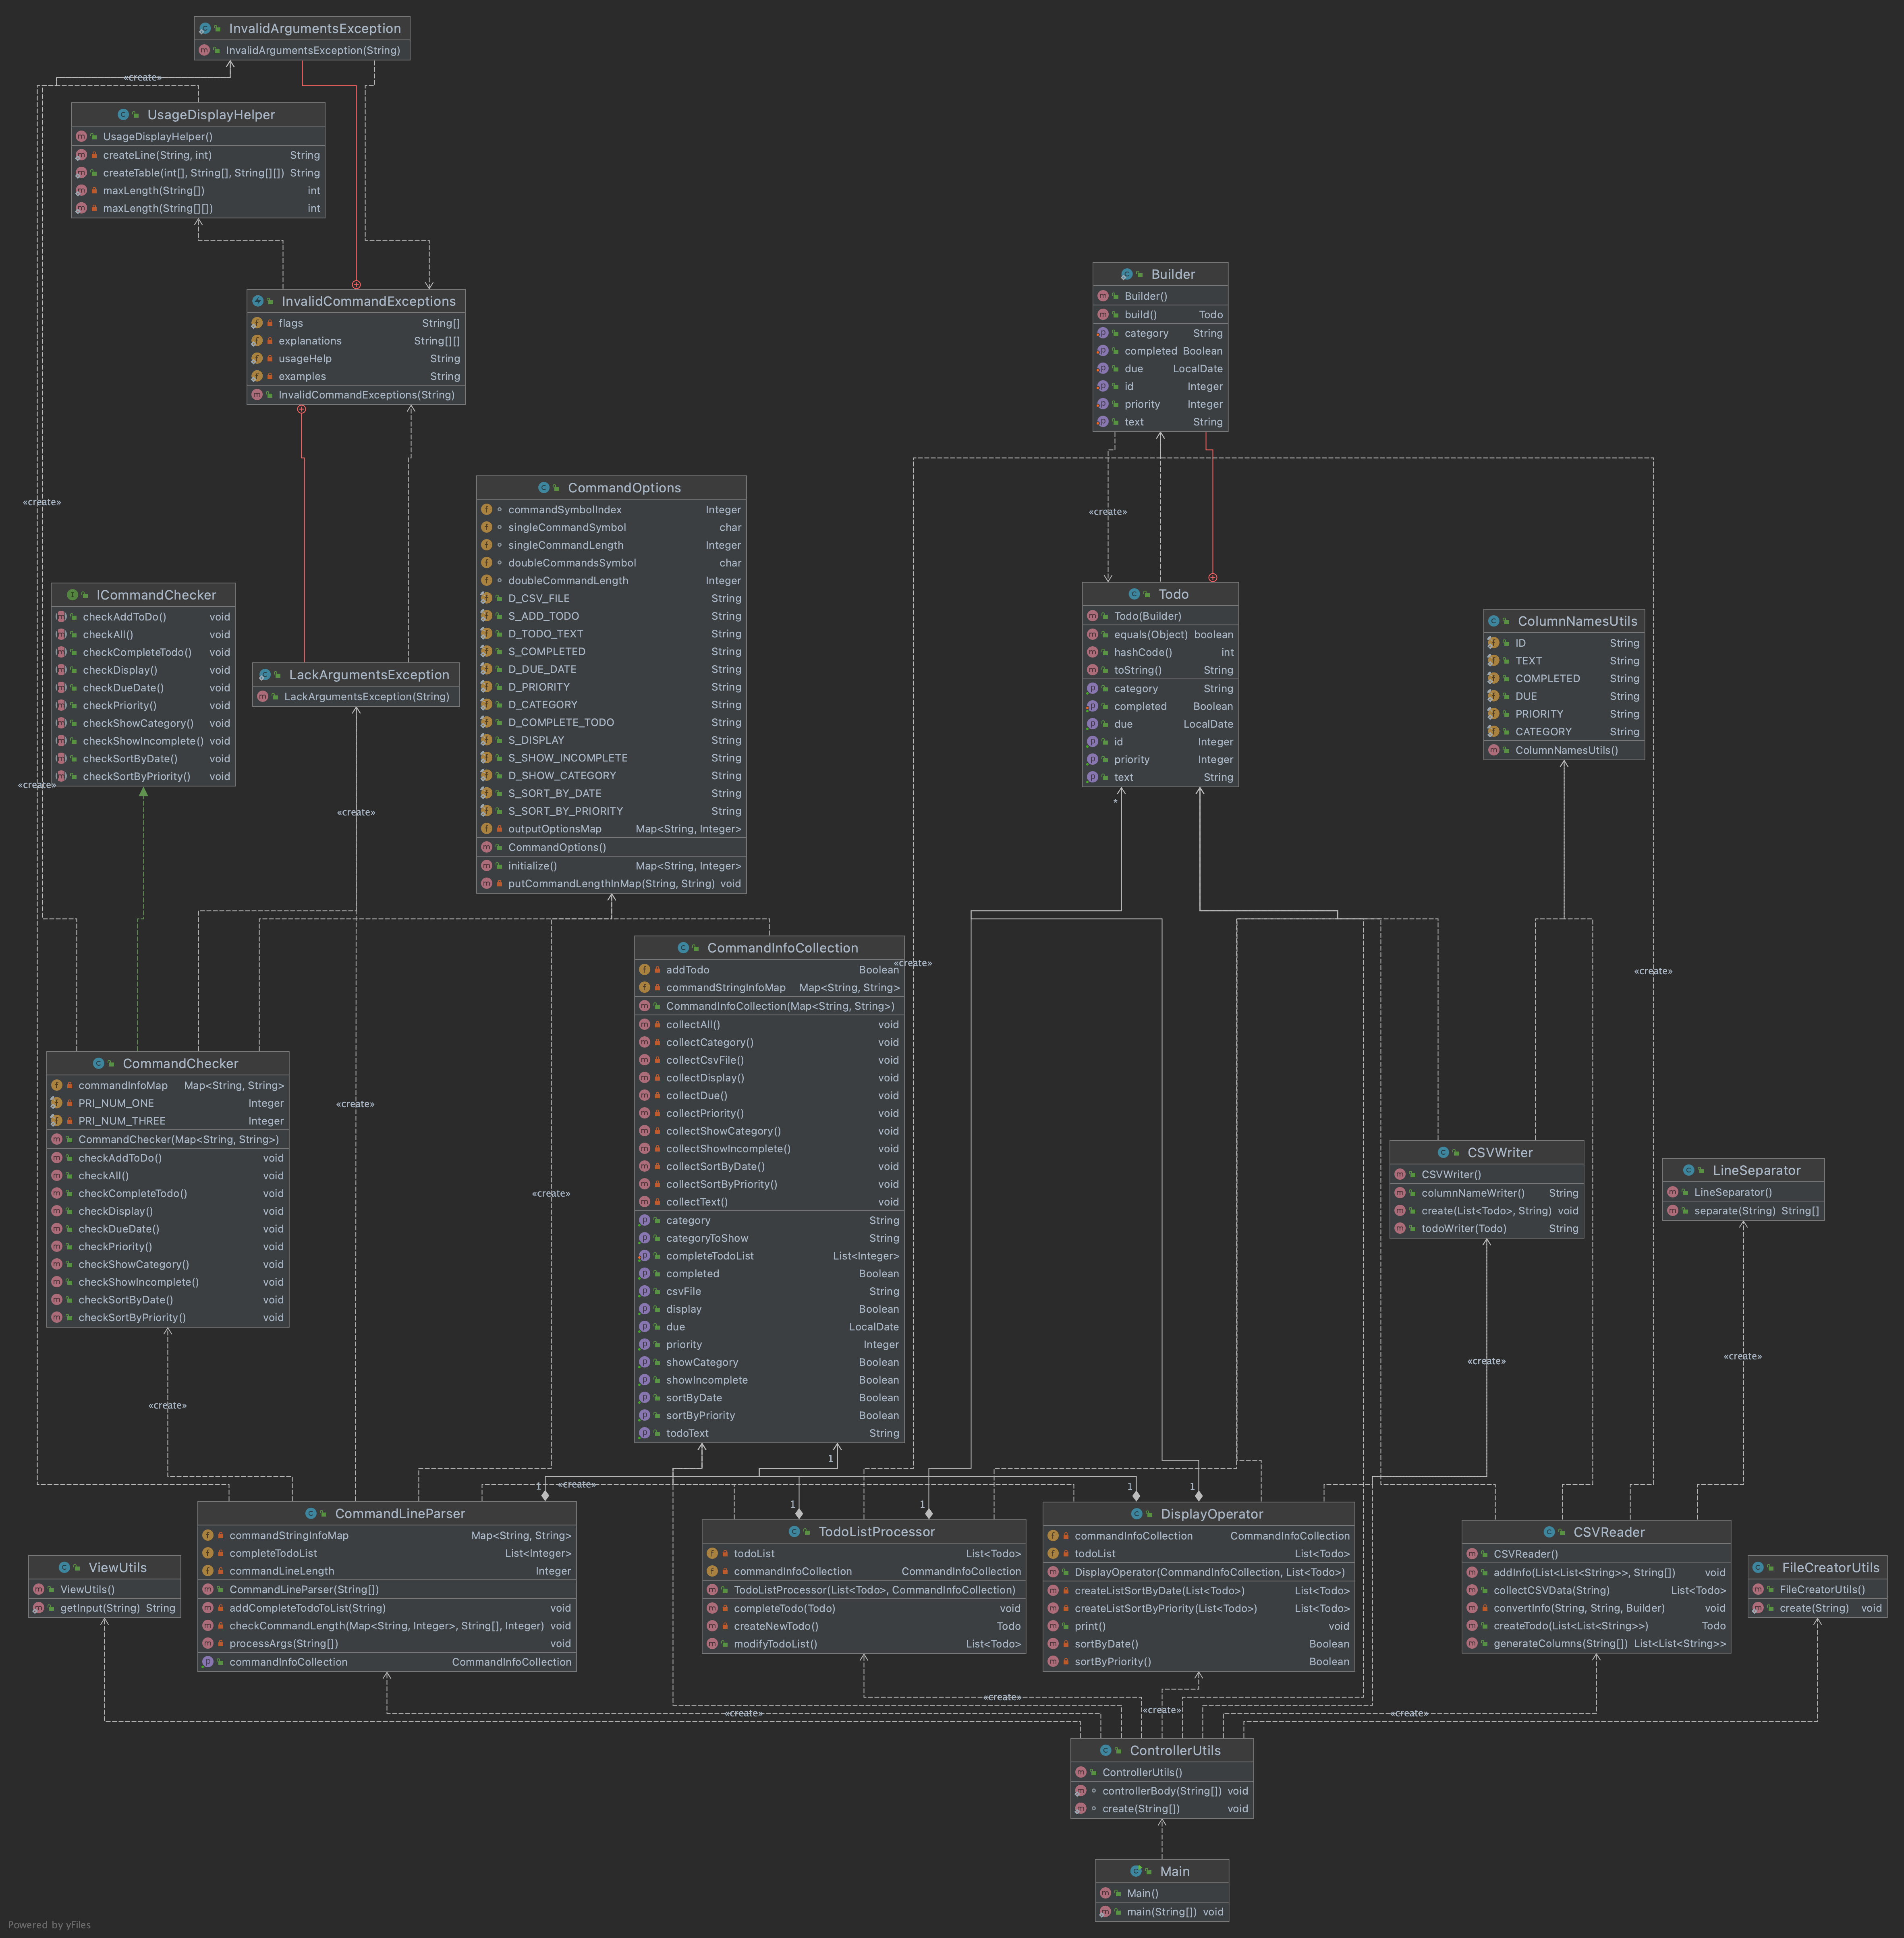 InvalidArgumentsException
InvalidArgumentsException(String)
«create»
UsageDisplayHelper
UsageDisplayHelper()
createLine(String, int) String
createTable(int[], String[], String[][]) String
maxLength(String[]) int
maxLength(String[][]) int
InvalidCommandExceptions
flags String[]
explanations String[][]
usageHelp String
examples String
InvalidCommandExceptions(String)
Builder
Builder()
build() Todo
category String
completed Boolean
due LocalDate
id Integer
priority Integer
text String
«create»
«create»
CommandOptions
commandSymbolIndex Integer
singleCommandSymbol char
singleCommandLength Integer
doubleCommandsSymbol char
doubleCommandLength Integer
D_CSV_FILE String
S_ADD_TODO String
D_TODO_TEXT String
S_COMPLETED String
D_DUE_DATE String
D_PRIORITY String
D_CATEGORY String
D_COMPLETE_TODO String
S_DISPLAY String
S_SHOW_INCOMPLETE String
D_SHOW_CATEGORY String
S_SORT_BY_DATE String
S_SORT_BY_PRIORITY String
outputOptionsMap Map<String, Integer>
CommandOptions()
initialize() Map<String, Integer>
putCommandLengthInMap(String, String) void
ICommandChecker
checkAddToDo() void
checkAll() void
checkCompleteTodo() void
checkDisplay() void
checkDueDate() void
checkPriority() void
checkShowCategory() void
checkShowIncomplete() void
checkSortByDate() void
checkSortByPriority() void
«create»
LackArgumentsException
LackArgumentsException(String)
«create»
Todo
Todo(Builder)
equals(Object) boolean
hashCode() int
toString() String
category String
completed Boolean
due LocalDate
id Integer
priority Integer
text String
*
ColumnNamesUtils
ID String
TEXT String
COMPLETED String
DUE String
PRIORITY String
CATEGORY String
ColumnNamesUtils()
CommandInfoCollection
addTodo Boolean
commandStringInfoMap Map<String, String>
CommandInfoCollection(Map<String, String>)
collectAll() void
collectCategory() void
collectCsvFile() void
collectDisplay() void
collectDue() void
collectPriority() void
collectShowCategory() void
collectShowIncomplete() void
collectSortByDate() void
collectSortByPriority() void
collectText() void
category String
categoryToShow String
completeTodoList List<Integer>
completed Boolean
csvFile String
display Boolean
due LocalDate
priority Integer
showCategory Boolean
showIncomplete Boolean
sortByDate Boolean
sortByPriority Boolean
todoText String
«create»
«create»
CommandChecker
commandInfoMap Map<String, String>
PRI_NUM_ONE Integer
PRI_NUM_THREE Integer
CommandChecker(Map<String, String>)
checkAddToDo() void
checkAll() void
checkCompleteTodo() void
checkDisplay() void
checkDueDate() void
checkPriority() void
checkShowCategory() void
checkShowIncomplete() void
checkSortByDate() void
checkSortByPriority() void
«create»
«create»
CSVWriter
CSVWriter()
columnNameWriter() String
create(List<Todo>, String) void
todoWriter(Todo) String
LineSeparator
LineSeparator()
separate(String) String[]
«create»
«create»
«create»
1
1
«create»
1
1
1
1
CommandLineParser
commandStringInfoMap Map<String, String>
completeTodoList List<Integer>
commandLineLength Integer
CommandLineParser(String[])
addCompleteTodoToList(String) void
checkCommandLength(Map<String, Integer>, String[], Integer) void
processArgs(String[]) void
commandInfoCollection CommandInfoCollection
TodoListProcessor
todoList List<Todo>
commandInfoCollection CommandInfoCollection
TodoListProcessor(List<Todo>, CommandInfoCollection)
completeTodo(Todo) void
createNewTodo() Todo
modifyTodoList() List<Todo>
DisplayOperator
commandInfoCollection CommandInfoCollection
todoList List<Todo>
DisplayOperator(CommandInfoCollection, List<Todo>)
createListSortByDate(List<Todo>) List<Todo>
createListSortByPriority(List<Todo>) List<Todo>
print() void
sortByDate() Boolean
sortByPriority() Boolean
CSVReader
CSVReader()
addInfo(List<List<String>>, String[]) void
collectCSVData(String) List<Todo>
convertInfo(String, String, Builder) void
createTodo(List<List<String>>) Todo
generateColumns(String[]) List<List<String>>
ViewUtils
ViewUtils()
getInput(String) String
FileCreatorUtils
FileCreatorUtils()
create(String) void
«create»
«create»
«create»
«create»
ControllerUtils
ControllerUtils()
controllerBody(String[]) void
create(String[]) void
Main
Main()
main(String[]) void
Powered by yFiles